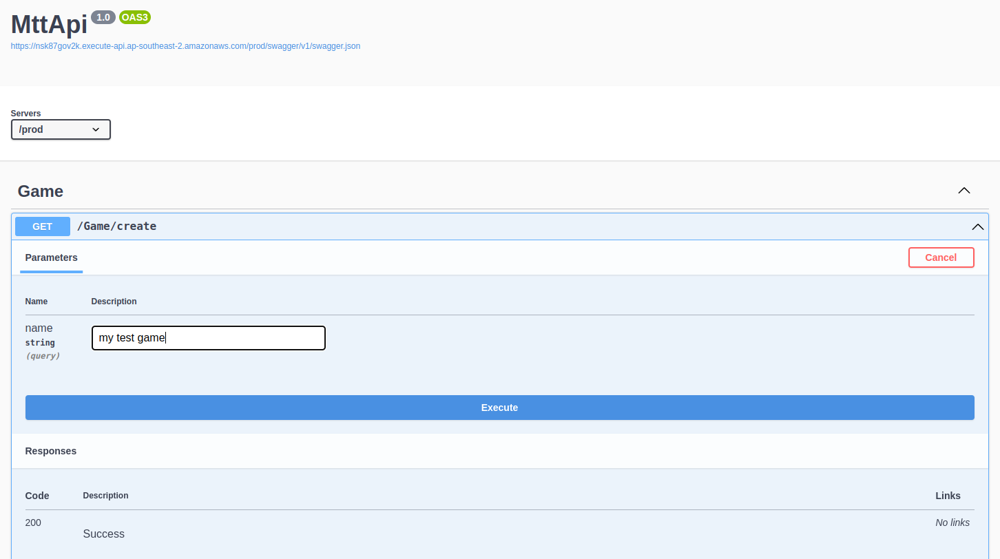 MttApi 1.0 OAS3
https://nsk87gov2k.execute-api.ap-southeast-2.amazonaws.com/prod/swagger/v1/swagger.json
Servers
/prod
Game
GET /Game/create
Parameters Cancel
Name Description
name
string
(query)
my test game
Execute
Responses
Code Description Links
200 Success No links